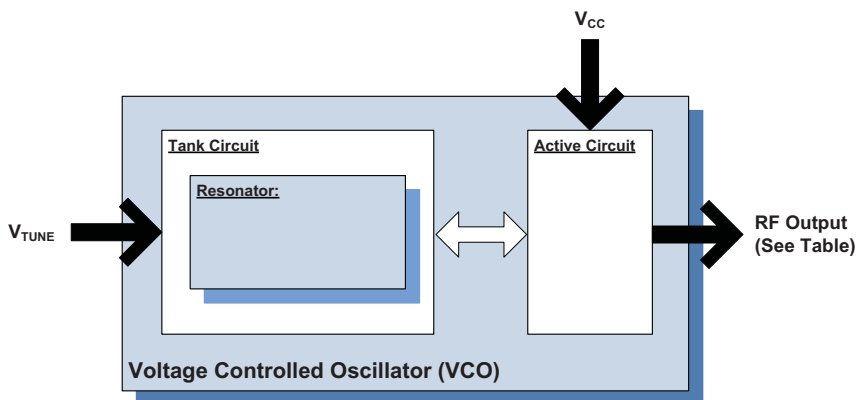 VCC
Tank Circuit
Active Circuit
Resonator:
VTUNE
RF Output
(See Table)
Voltage Controlled Oscillator (VCO)